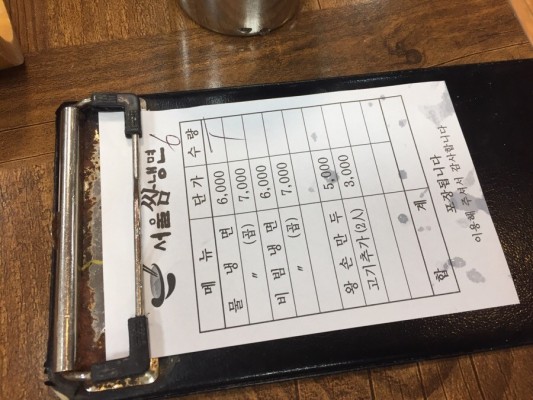 서울쌈냉면 6
메뉴 단가 수량
물냉면 6,000 /
〃 (곱) 7,000
비빔냉면 6,000
〃 (곱) 7,000
왕손만두 5,000
고기추가(2人) 3,000
합계
포장됩니다
이용해 주셔서 감사합니다